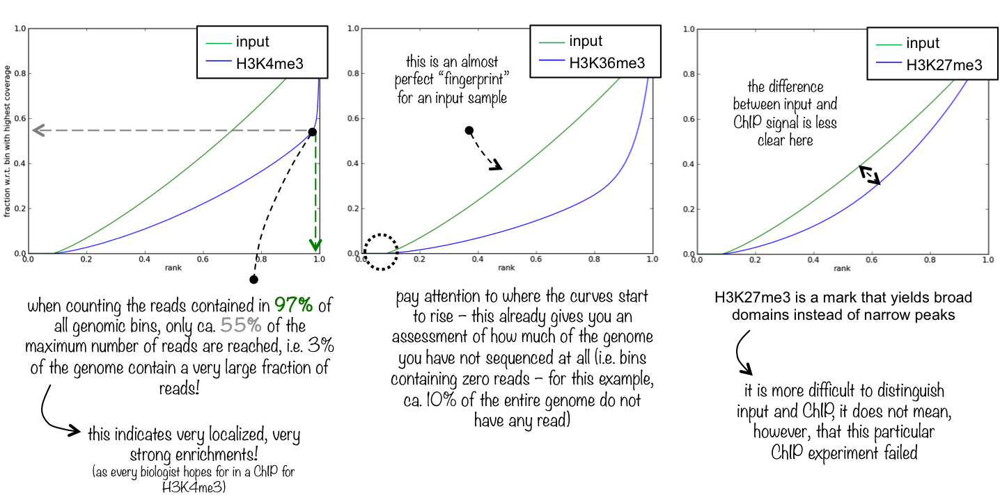 input
H3K4me3
fraction w.r.t. bin with highest coverage
1.0
0.8
0.6
0.4
0.2
0.0
0.0 0.2 0.4 0.6 0.8 1.0
rank
when counting the reads contained in 97% of
all genomic bins, only ca. 55% of the
maximum number of reads are reached, i.e. 3%
of the genome contain a very large fraction of
reads!
this indicates very localized, very
strong enrichments!
(as every biologist hopes for in a ChIP for
H3K4me3)
input
H3K36me3
this is an almost
perfect “fingerprint”
for an input sample
1.0
0.8
0.6
0.4
0.2
0.0
0.0 0.2 0.4 0.6 0.8 1.0
rank
pay attention to where the curves start
to rise – this already gives you an
assessment of how much of the genome
you have not sequenced at all (i.e. bins
containing zero reads – for this example,
ca. 10% of the entire genome do not
have any read)
input
H3K27me3
the difference
between input and
ChIP signal is less
clear here
1.0
0.8
0.6
0.4
0.2
0.0
0.0 0.2 0.4 0.6 0.8 1.0
rank
H3K27me3 is a mark that yields broad
domains instead of narrow peaks
it is more difficult to distinguish
input and ChIP, it does not mean,
however, that this particular
ChIP experiment failed